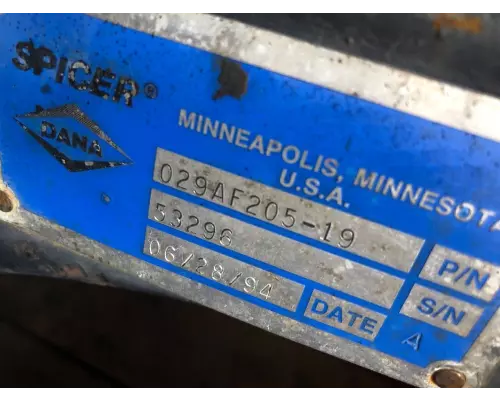 SPICER®
DANA
MINNEAPOLIS, MINNESOTA
U.S.A.
029AF205-19 P/N
53296 S/N
06/28/94 DATE A